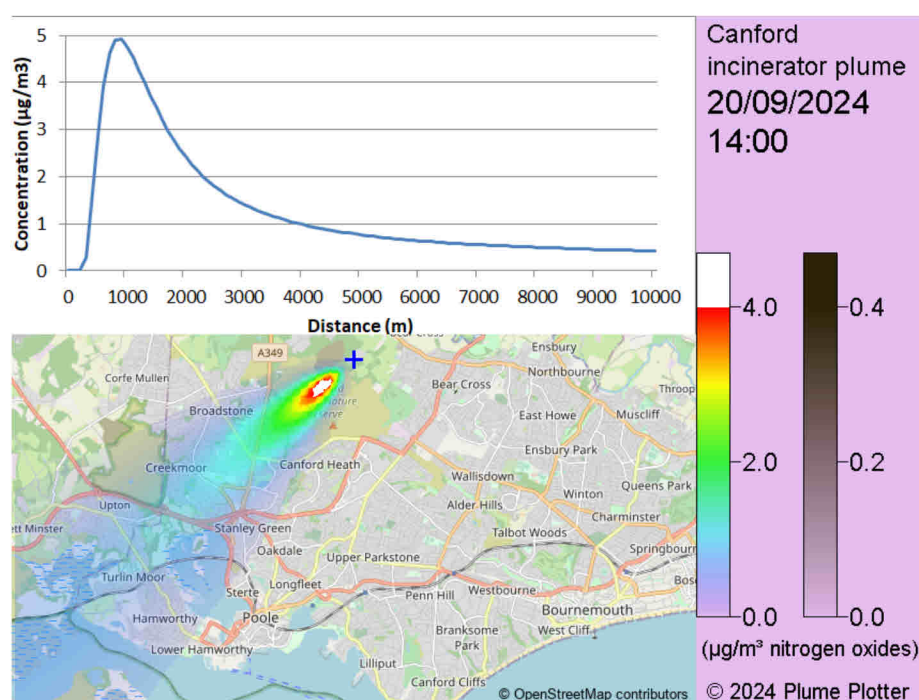 Canford
incinerator plume
20/09/2024
14:00
Concentration (µg/m3)
5
4
3
2
1
0
0 1000 2000 3000 4000 5000 6000 7000 8000 9000 10000
Distance (m)
A349
Ensbury
Corfe Mullen
Northbourne
Bear Cross
Throop
Broadstone
East Howe
Muscliff
Ensbury Park
Creekmoor
Canford Heath
Wallisdown
Queens Park
Winton
Upton
Alder Hills
Charminster
Stanley Green
Talbot Woods
ett Minster
Oakdale
Upper Parkstone
Springbourn
Turlin Moor
Longfleet
Westbourne
Sterte
Penn Hill
Bournemouth
Hamworthy
Poole
Branksome
Park
West Cliff
Lower Hamworthy
Lilliput
Canford Cliffs
© OpenStreetMap contributors
4.0
2.0
0.0
0.4
0.2
0.0
(µg/m³ nitrogen oxides)
© 2024 Plume Plotter